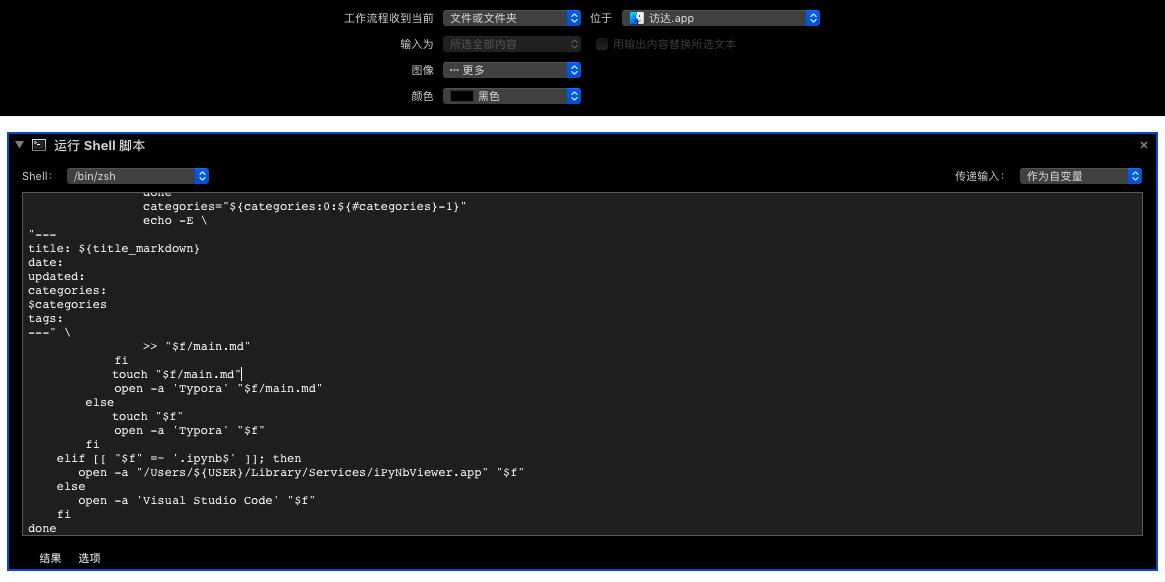 工作流程收到当前 文件或文件夹 位于 访达.app
输入为 所选全部内容 用输出内容替换所选文本
图像 ··· 更多
颜色 黑色
运行 Shell 脚本
Shell: /bin/zsh 传递输入: 作为自变量
done
categories="${categories:0:${#categories}-1}"
echo -E \
"---
title: ${title_markdown}
date:
updated:
categories:
$categories
tags:
---" \
>> "$f/main.md"
fi
touch "$f/main.md"
open -a 'Typora' "$f/main.md"
else
touch "$f"
open -a 'Typora' "$f"
fi
elif [[ "$f" =~ '.ipynb$' ]]; then
open -a "/Users/${USER}/Library/Services/iPyNbViewer.app" "$f"
else
open -a 'Visual Studio Code' "$f"
fi
done
结果 选项